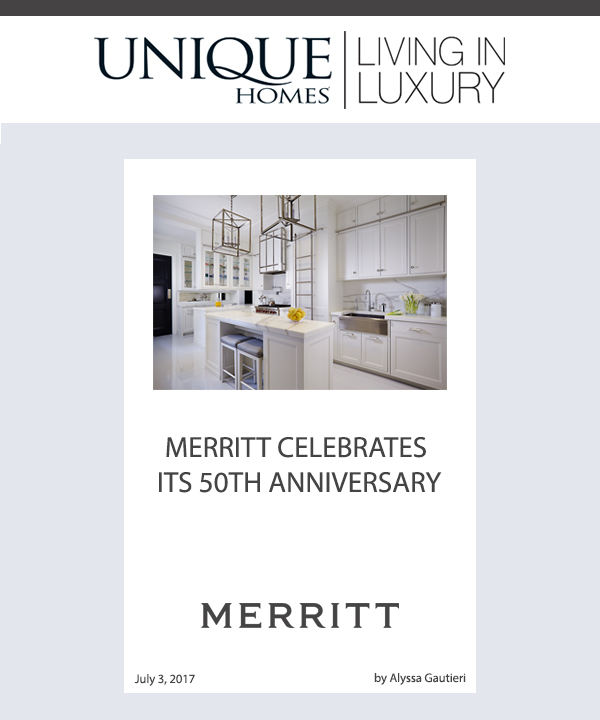 UNIQUE
HOMES
LIVING IN
LUXURY
MERRITT CELEBRATES
ITS 50TH ANNIVERSARY
MERRITT
July 3, 2017
by Alyssa Gautieri